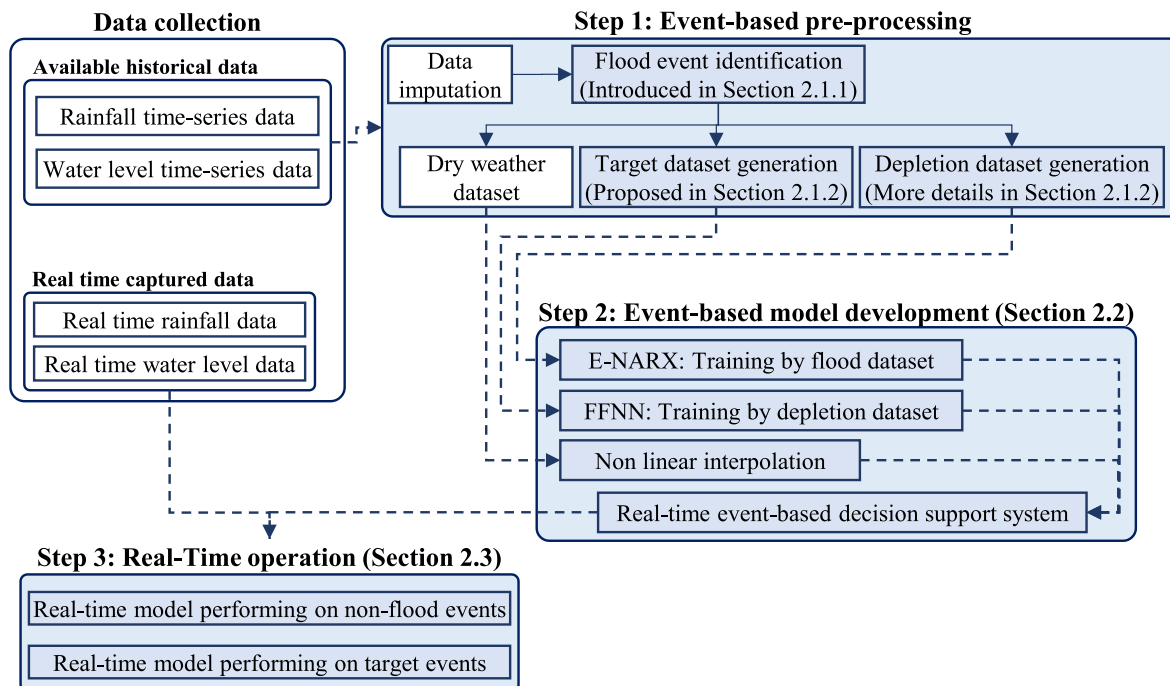 Data collection
Available historical data
Rainfall time-series data
Water level time-series data
Real time captured data
Real time rainfall data
Real time water level data
Step 1: Event-based pre-processing
Data
imputation
Flood event identification
(Introduced in Section 2.1.1)
Dry weather
dataset
Target dataset generation
(Proposed in Section 2.1.2)
Depletion dataset generation
(More details in Section 2.1.2)
Step 2: Event-based model development (Section 2.2)
E-NARX: Training by flood dataset
FFNN: Training by depletion dataset
Non linear interpolation
Real-time event-based decision support system
Step 3: Real-Time operation (Section 2.3)
Real-time model performing on non-flood events
Real-time model performing on target events